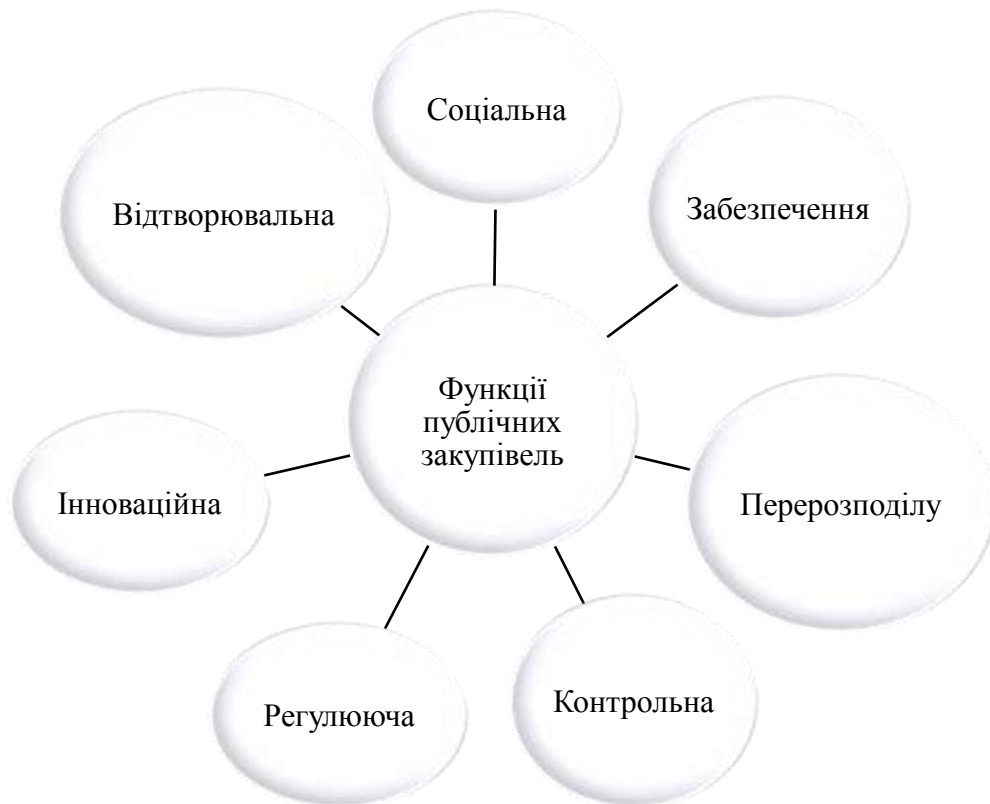 Соціальна
Забезпечення
Відтворювальна
Функції
публічних
закупівель
Інноваційна
Перерозподілу
Регулююча
Контрольна